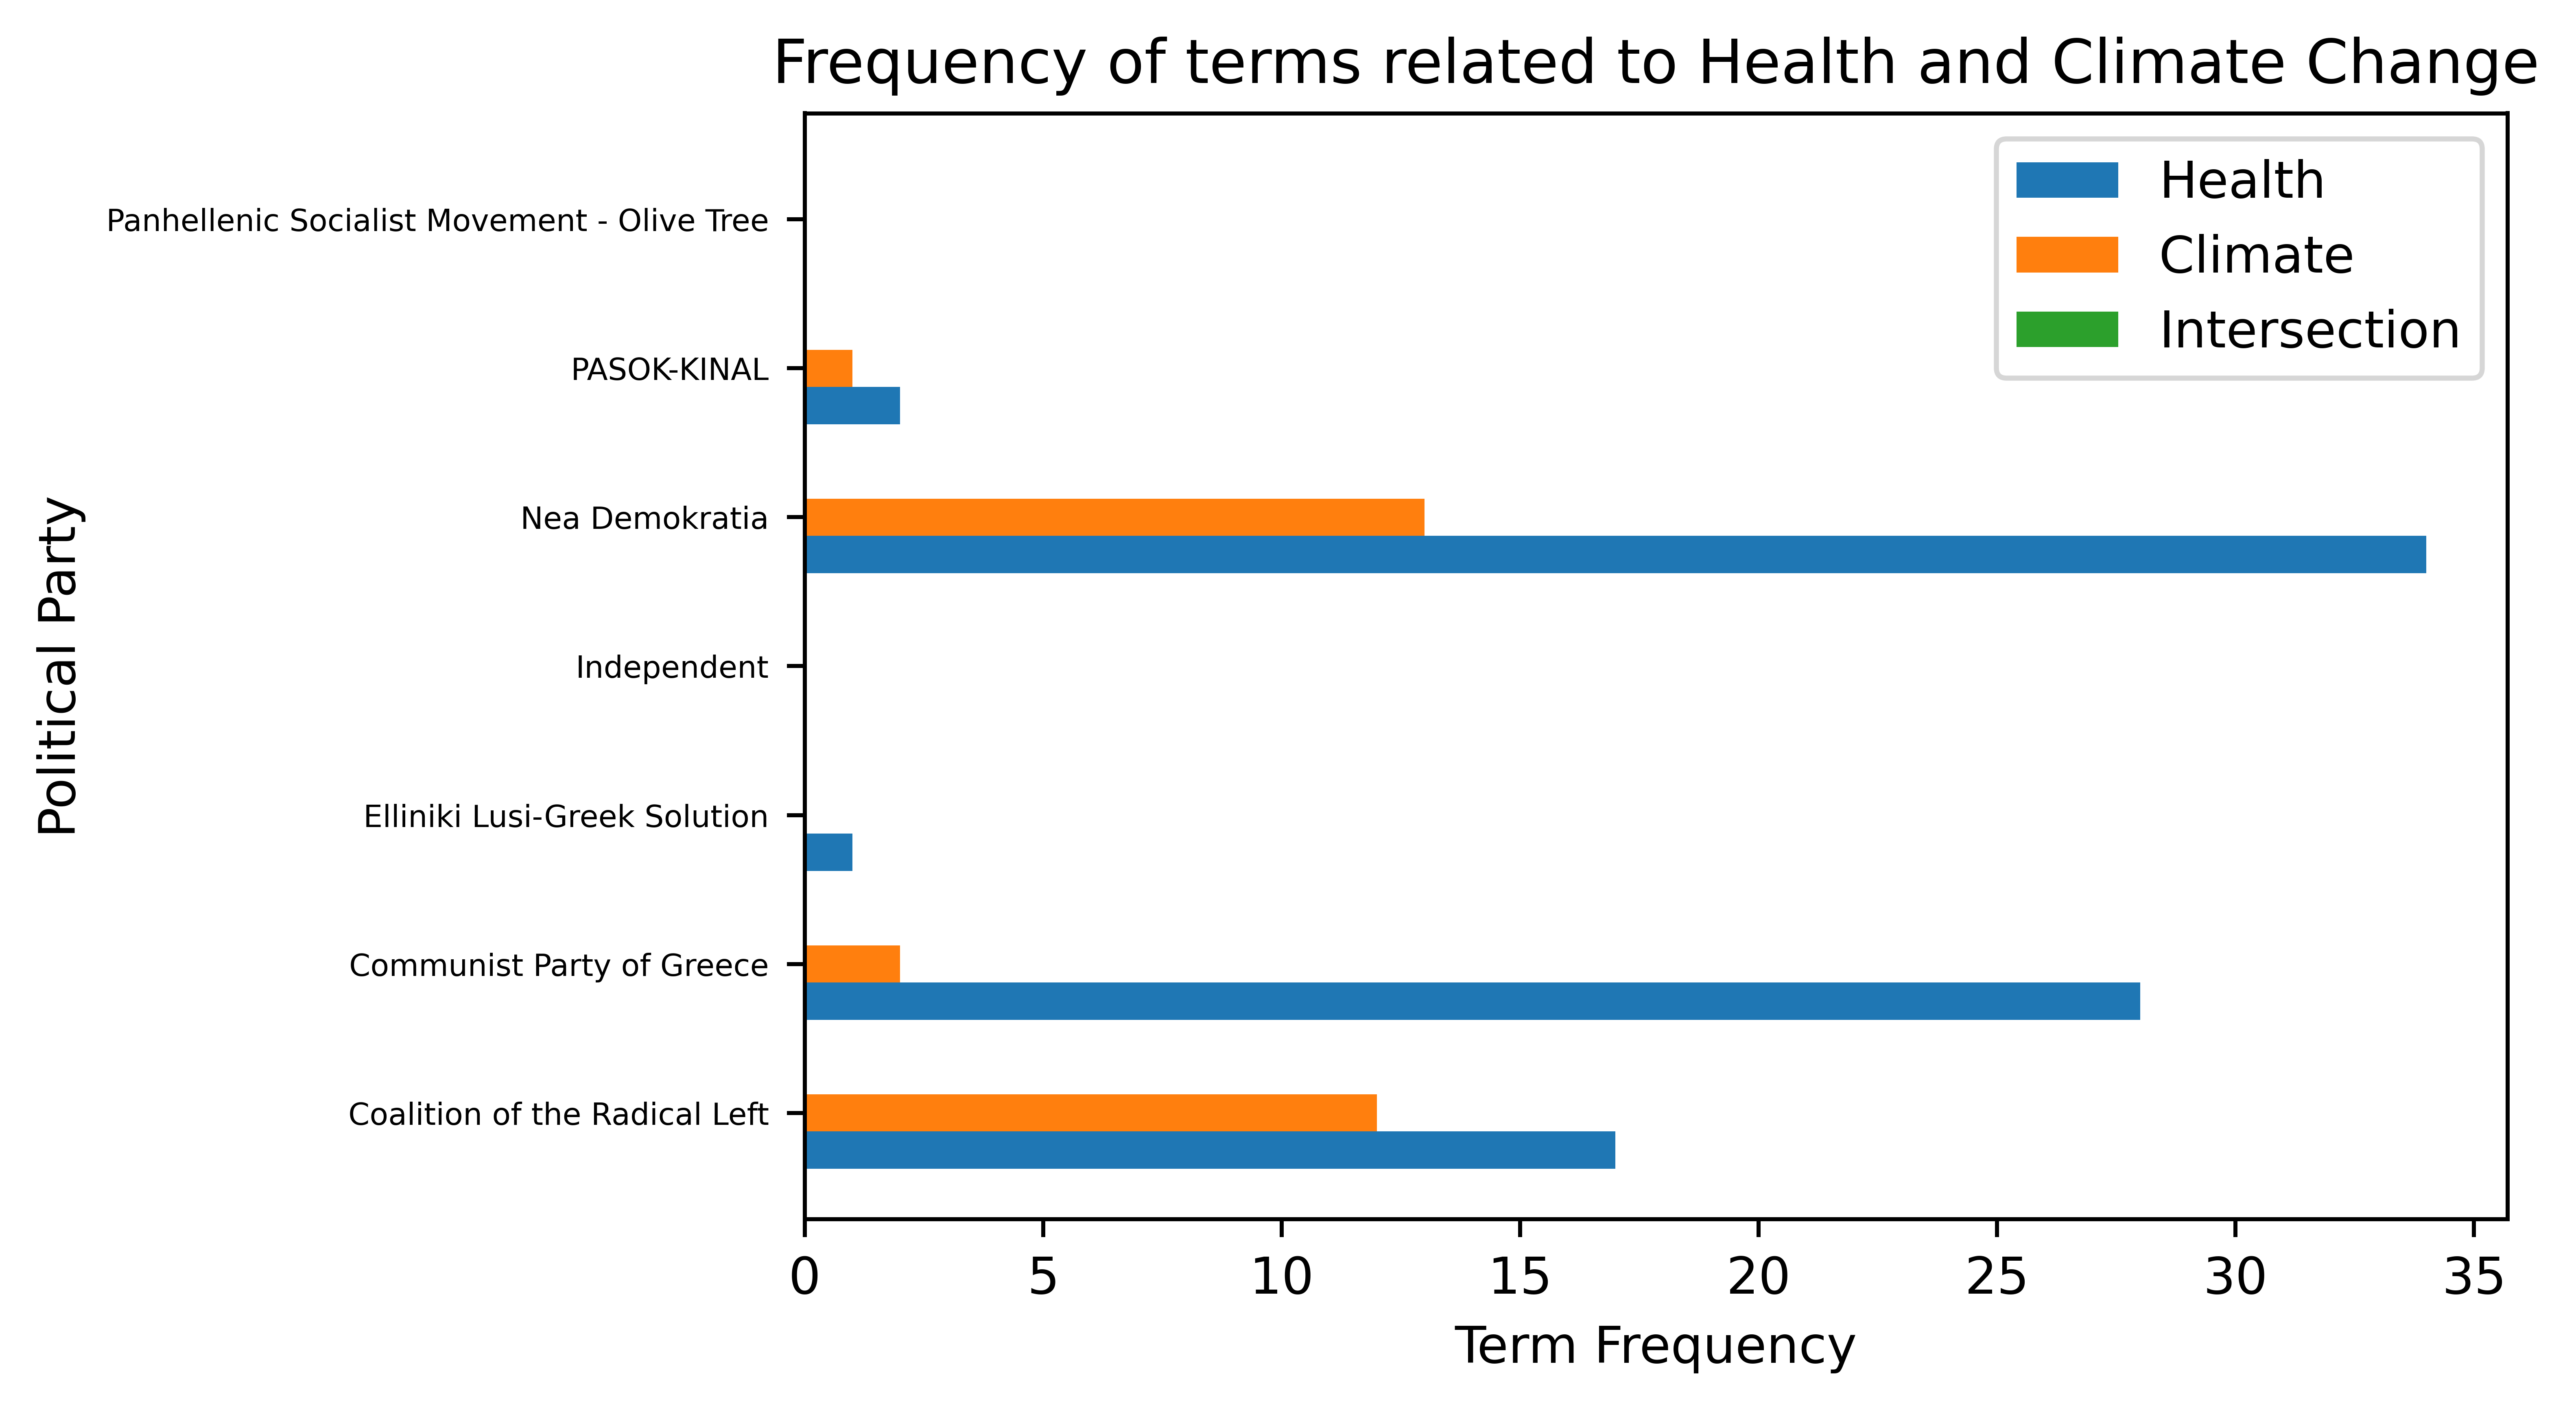 Frequency of terms related to Health and Climate Change
Health
Climate
Intersection
Political Party
Panhellenic Socialist Movement - Olive Tree
PASOK-KINAL
Nea Demokratia
Independent
Elliniki Lusi-Greek Solution
Communist Party of Greece
Coalition of the Radical Left
0 5 10 15 20 25 30 35
Term Frequency